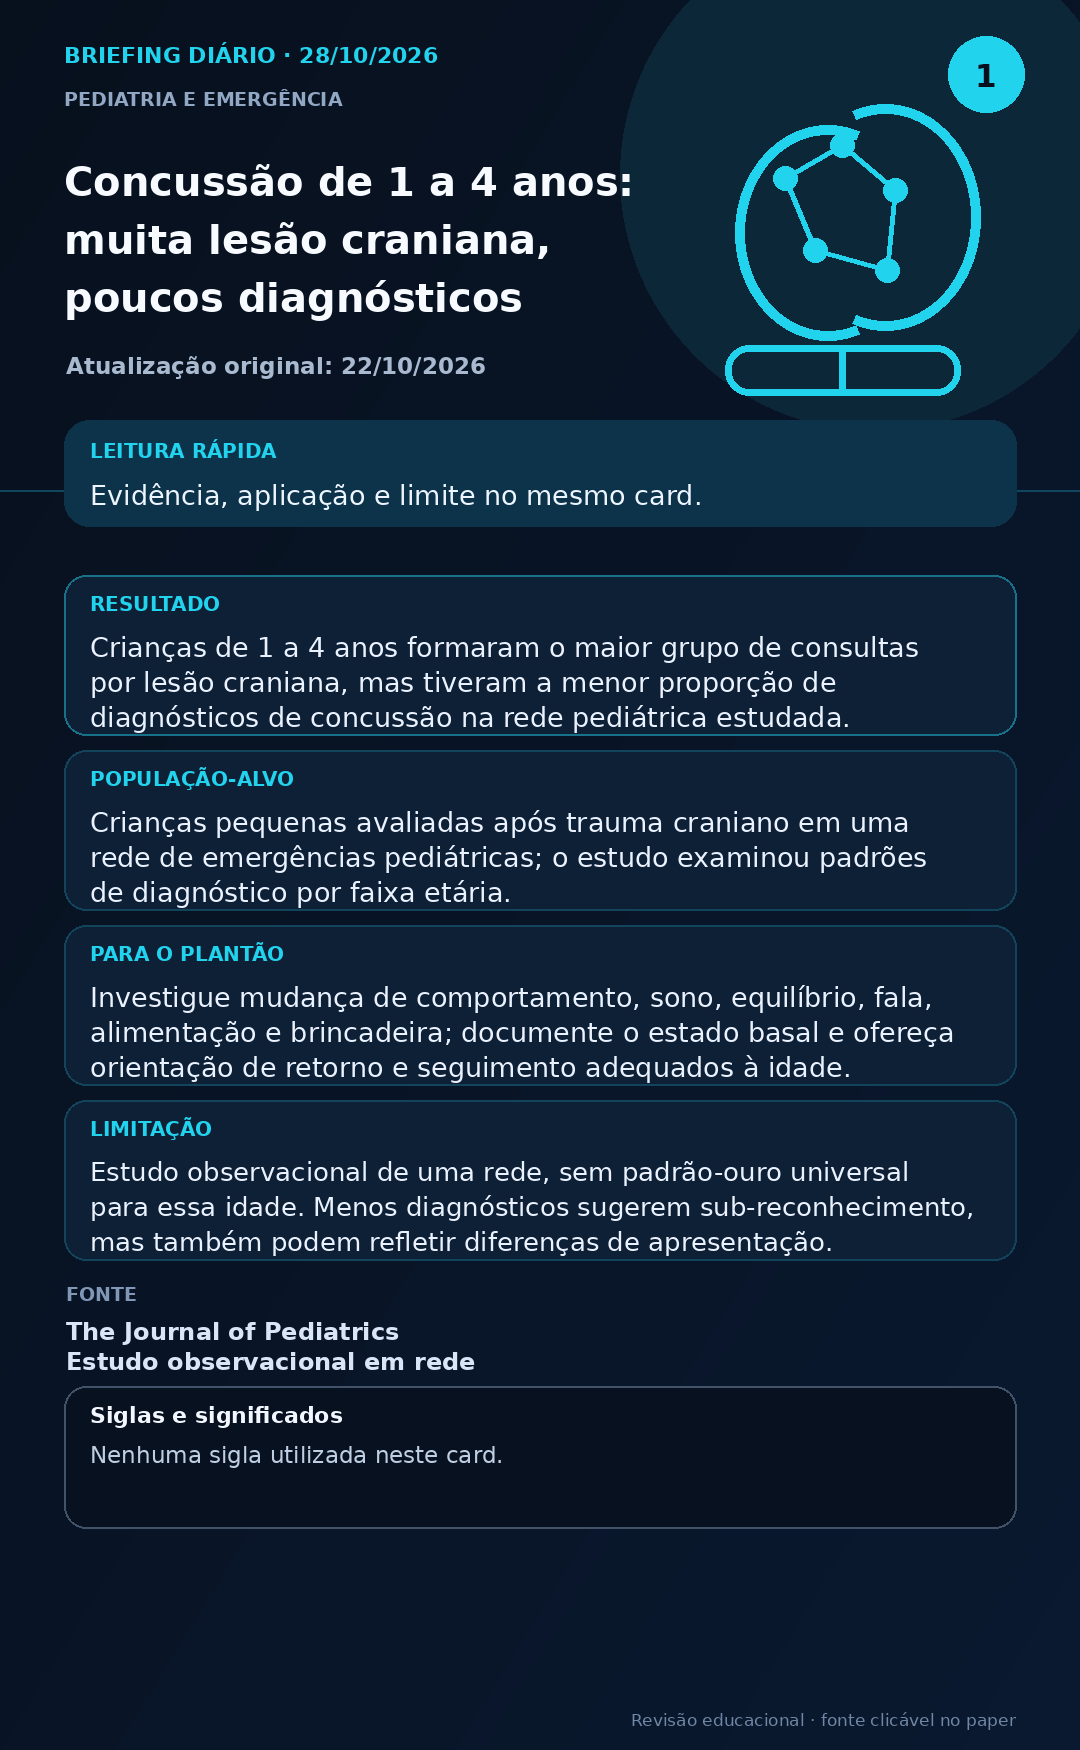 BRIEFING DIÁRIO · 28/10/2026
1
PEDIATRIA E EMERGÊNCIA
Concussão de 1 a 4 anos:
muita lesão craniana,
poucos diagnósticos
Atualização original: 22/10/2026
LEITURA RÁPIDA
Evidência, aplicação e limite no mesmo card.
RESULTADO
Crianças de 1 a 4 anos formaram o maior grupo de consultas
por lesão craniana, mas tiveram a menor proporção de
diagnósticos de concussão na rede pediátrica estudada.
POPULAÇÃO-ALVO
Crianças pequenas avaliadas após trauma craniano em uma
rede de emergências pediátricas; o estudo examinou padrões
de diagnóstico por faixa etária.
PARA O PLANTÃO
Investigue mudança de comportamento, sono, equilíbrio, fala,
alimentação e brincadeira; documente o estado basal e ofereça
orientação de retorno e seguimento adequados à idade.
LIMITAÇÃO
Estudo observacional de uma rede, sem padrão-ouro universal
para essa idade. Menos diagnósticos sugerem sub-reconhecimento,
mas também podem refletir diferenças de apresentação.
FONTE
The Journal of Pediatrics
Estudo observacional em rede
Siglas e significados
Nenhuma sigla utilizada neste card.
Revisão educacional · fonte clicável no paper